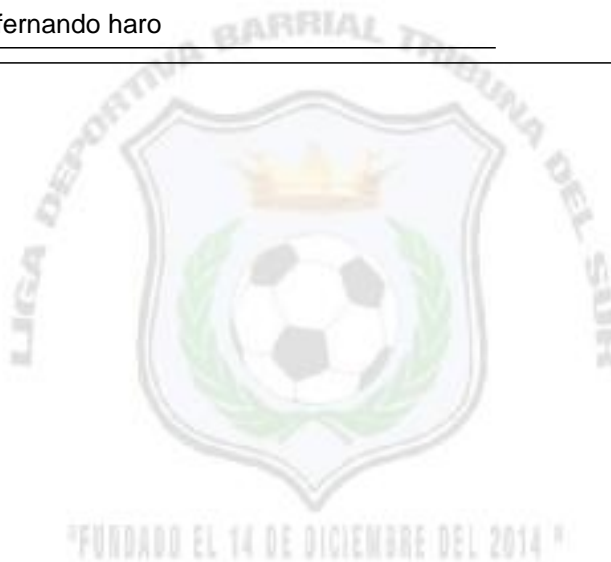 fernando haro
LIGA DEPORTIVA BARRIAL TRIBUNA DEL SUR
"FUNDADO EL 14 DE DICIEMBRE DEL 2014 "